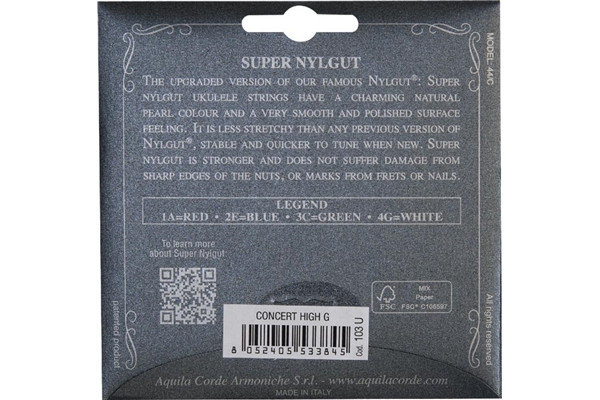 SUPER NYLGUT
THE UPGRADED VERSION OF OUR FAMOUS NYLGUT®: SUPER
NYLGUT UKULELE STRINGS HAVE A CHARMING NATURAL
PEARL COLOUR AND A VERY SMOOTH AND POLISHED SURFACE
FEELING. IT IS LESS STRETCHY THAN ANY PREVIOUS VERSION OF
NYLGUT®, STABLE AND QUICKER TO TUNE WHEN NEW. SUPER
NYLGUT IS STRONGER AND DOES NOT SUFFER DAMAGE FROM
SHARP EDGES OF THE NUTS, OR MARKS FROM FRETS OR NAILS.
LEGEND
1A=RED • 2E=BLUE • 3C=GREEN • 4G=WHITE
To learn more
about Super Nylgut
CONCERT HIGH G
8 052405 533845
Cod. 103 U
FSC
MIX
Paper
FSC® C108597
MODEL-44/C
patented product
All rights reserved
Aquila Corde Armoniche S.r.l. - www.aquilacorde.com
MADE IN ITALY